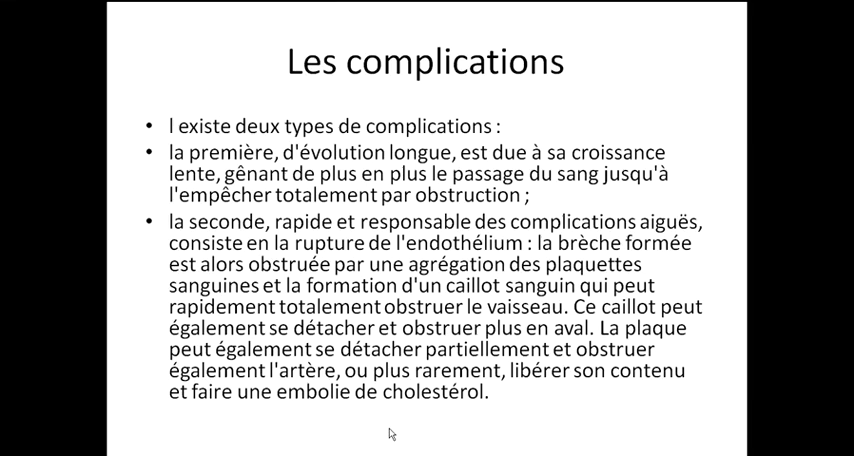 Les complications
• l existe deux types de complications :
• la première, d'évolution longue, est due à sa croissance
lente, gênant de plus en plus le passage du sang jusqu'à
l'empêcher totalement par obstruction ;
• la seconde, rapide et responsable des complications aiguës,
consiste en la rupture de l'endothélium : la brèche formée
est alors obstruée par une agrégation des plaquettes
sanguines et la formation d'un caillot sanguin qui peut
rapidement totalement obstruer le vaisseau. Ce caillot peut
également se détacher et obstruer plus en aval. La plaque
peut également se détacher partiellement et obstruer
également l'artère, ou plus rarement, libérer son contenu
et faire une embolie de cholestérol.